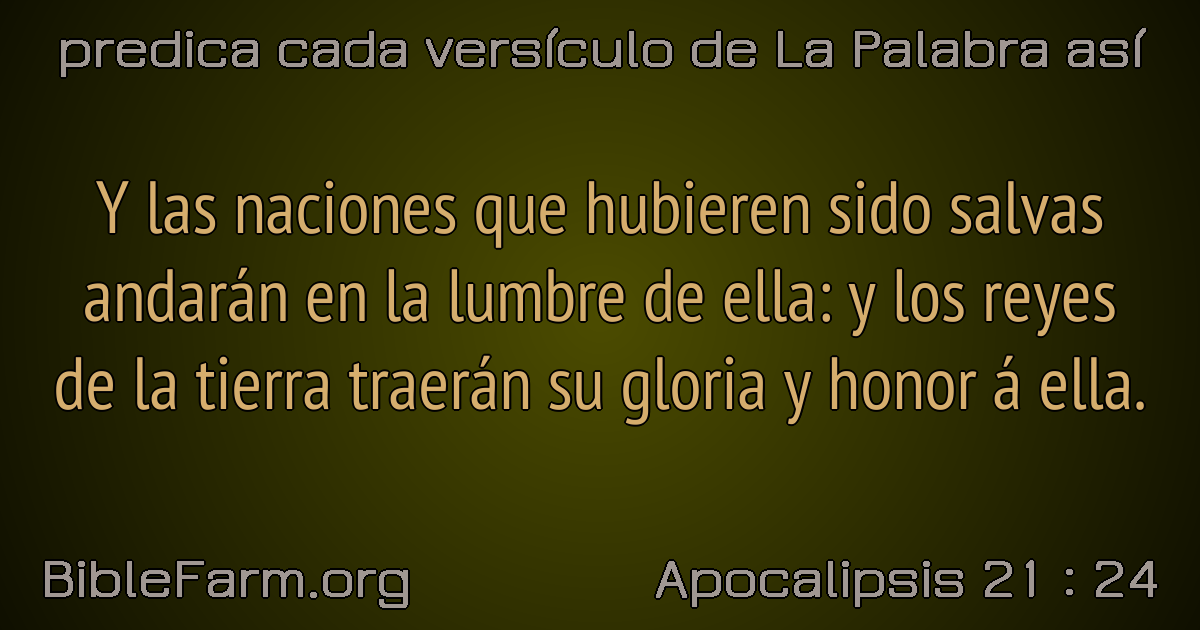 predica cada versículo de La Palabra así
Y las naciones que hubieren sido salvas
andarán en la lumbre de ella: y los reyes
de la tierra traerán su gloria y honor á ella.
BibleFarm.org
Apocalipsis 21 : 24